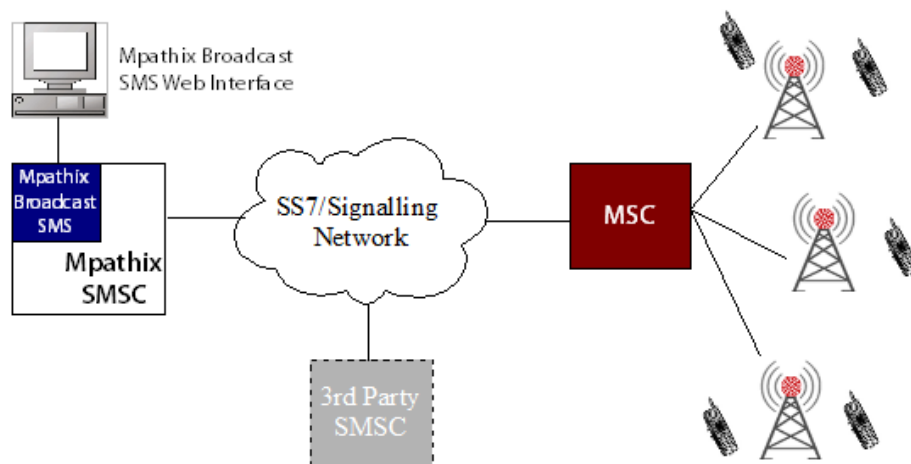 Mpathix Broadcast
SMS Web Interface
Mpathix
Broadcast
SMS
Mpathix
SMSC
SS7/Signalling
Network
MSC
3rd Party
SMSC